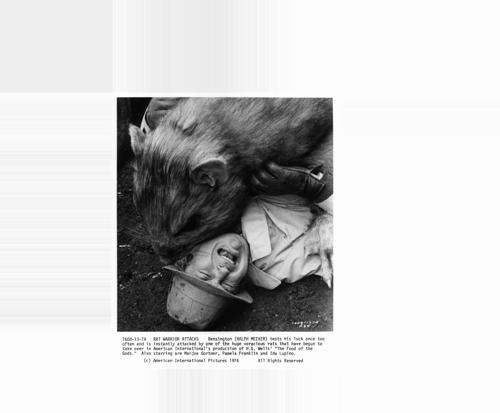 7608-13-7A RAT WARRIOR ATTACKS Bensington (RALPH MEEKER) tests his luck once too
often and is instantly attacked by one of the huge voracious rats that have begun to
take over in American International's production of H.G. Wells' "The Food of the
Gods." Also starring are Marjoe Gortner, Pamela Franklin and Ida Lupino.
(c) American International Pictures 1976 All Rights Reserved